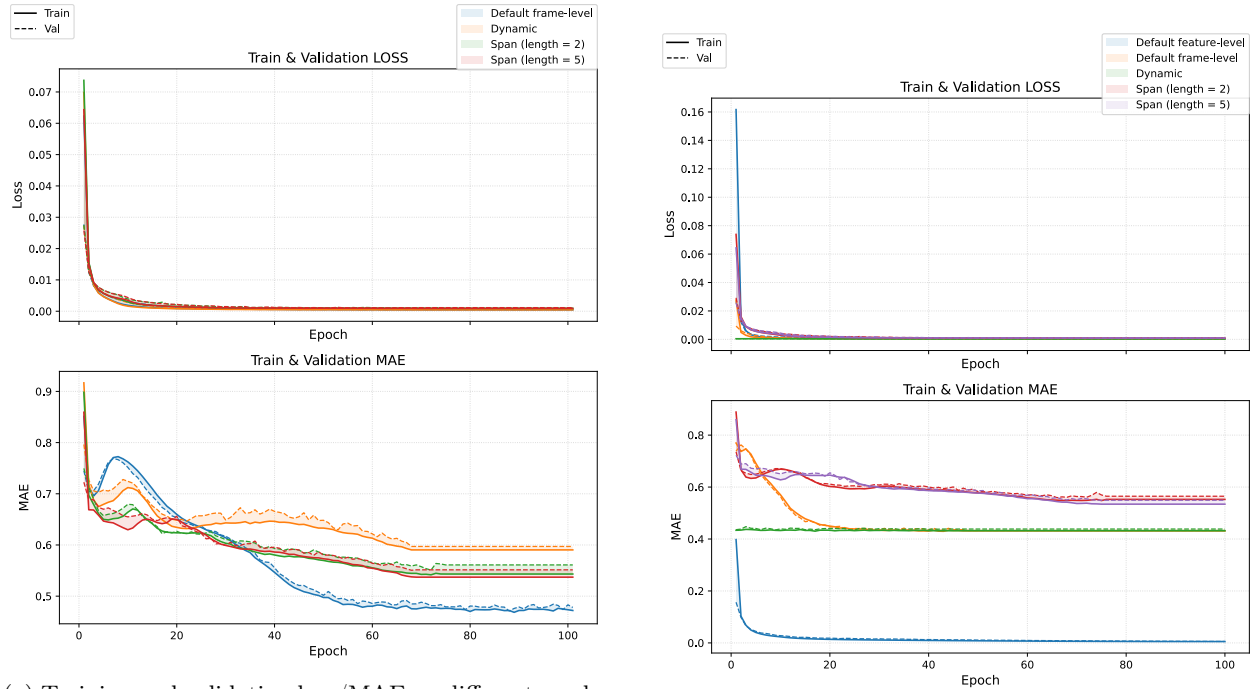 Train
Val
Default frame-level
Dynamic
Span (length = 2)
Span (length = 5)
Train & Validation LOSS
0.07
0.06
0.05
0.04
0.03
0.02
0.01
0.00
Loss
Epoch
Train & Validation MAE
0.9
0.8
0.7
0.6
0.5
MAE
0
20
40
60
80
100
Epoch
Train
Val
Default feature-level
Default frame-level
Dynamic
Span (length = 2)
Span (length = 5)
Train & Validation LOSS
0.16
0.14
0.12
0.10
0.08
0.06
0.04
0.02
0.00
Loss
Epoch
Train & Validation MAE
0.8
0.6
0.4
0.2
0.0
MAE
0
20
40
60
80
100
Epoch